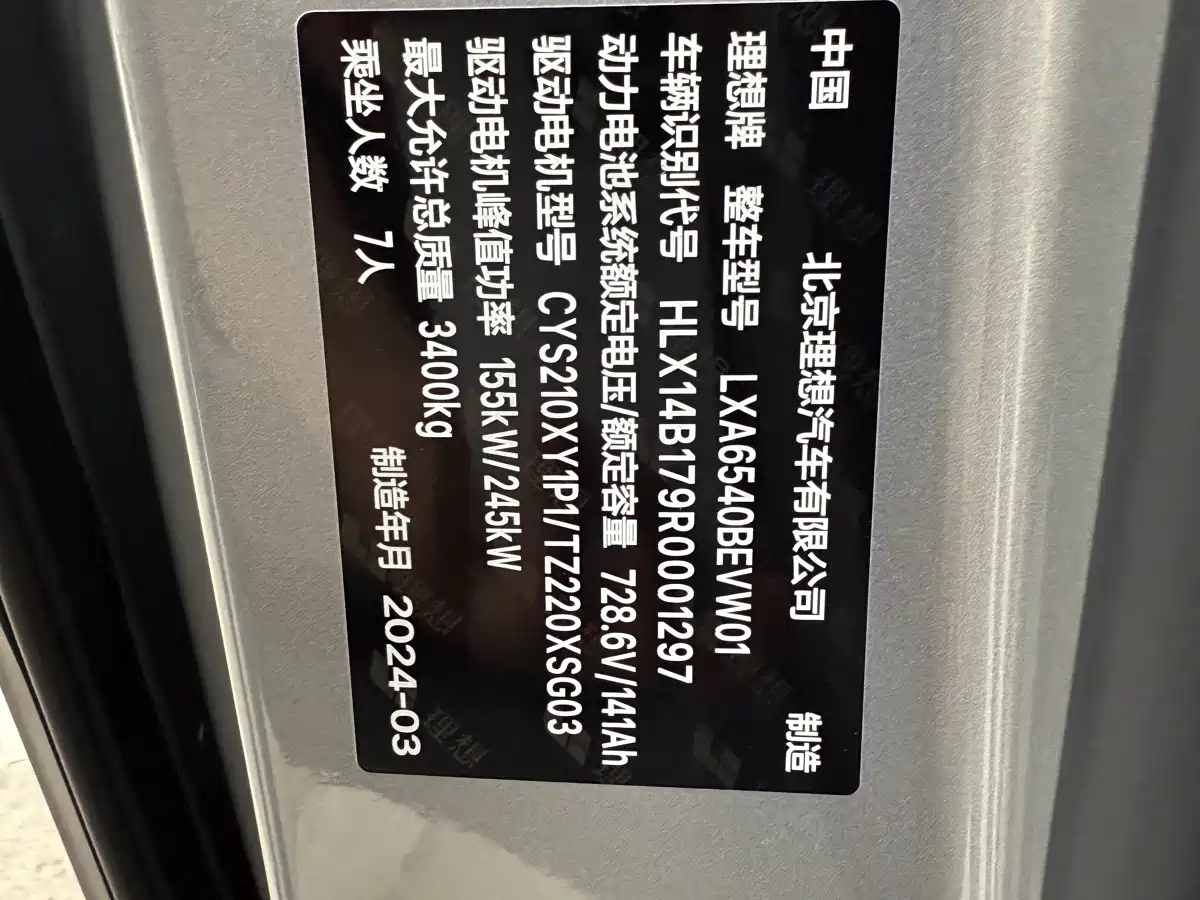 中国 北京理想汽车有限公司 制造
理想牌 整车型号 LXA6540BEVW01
车辆识别代号 HLX14B179R0001297
动力电池系统额定电压/额定容量 728.6V/141Ah
驱动电机型号 CYS210XY1P1/TZ220XSG03
驱动电机峰值功率 155kW/245kW
最大允许总质量 3400kg
乘坐人数 7人 制造年月 2024-03
理想
理想